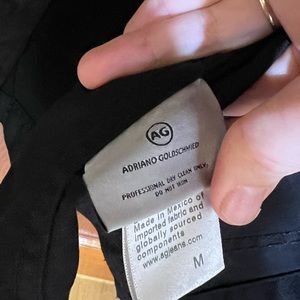 AG
ADRIANO GOLDSCHMIED
PROFESSIONAL DRY CLEAN ONLY,
DO NOT IRON
Made in Mexico of
imported fabric and
globally sourced
components
www.agjeans.com
M